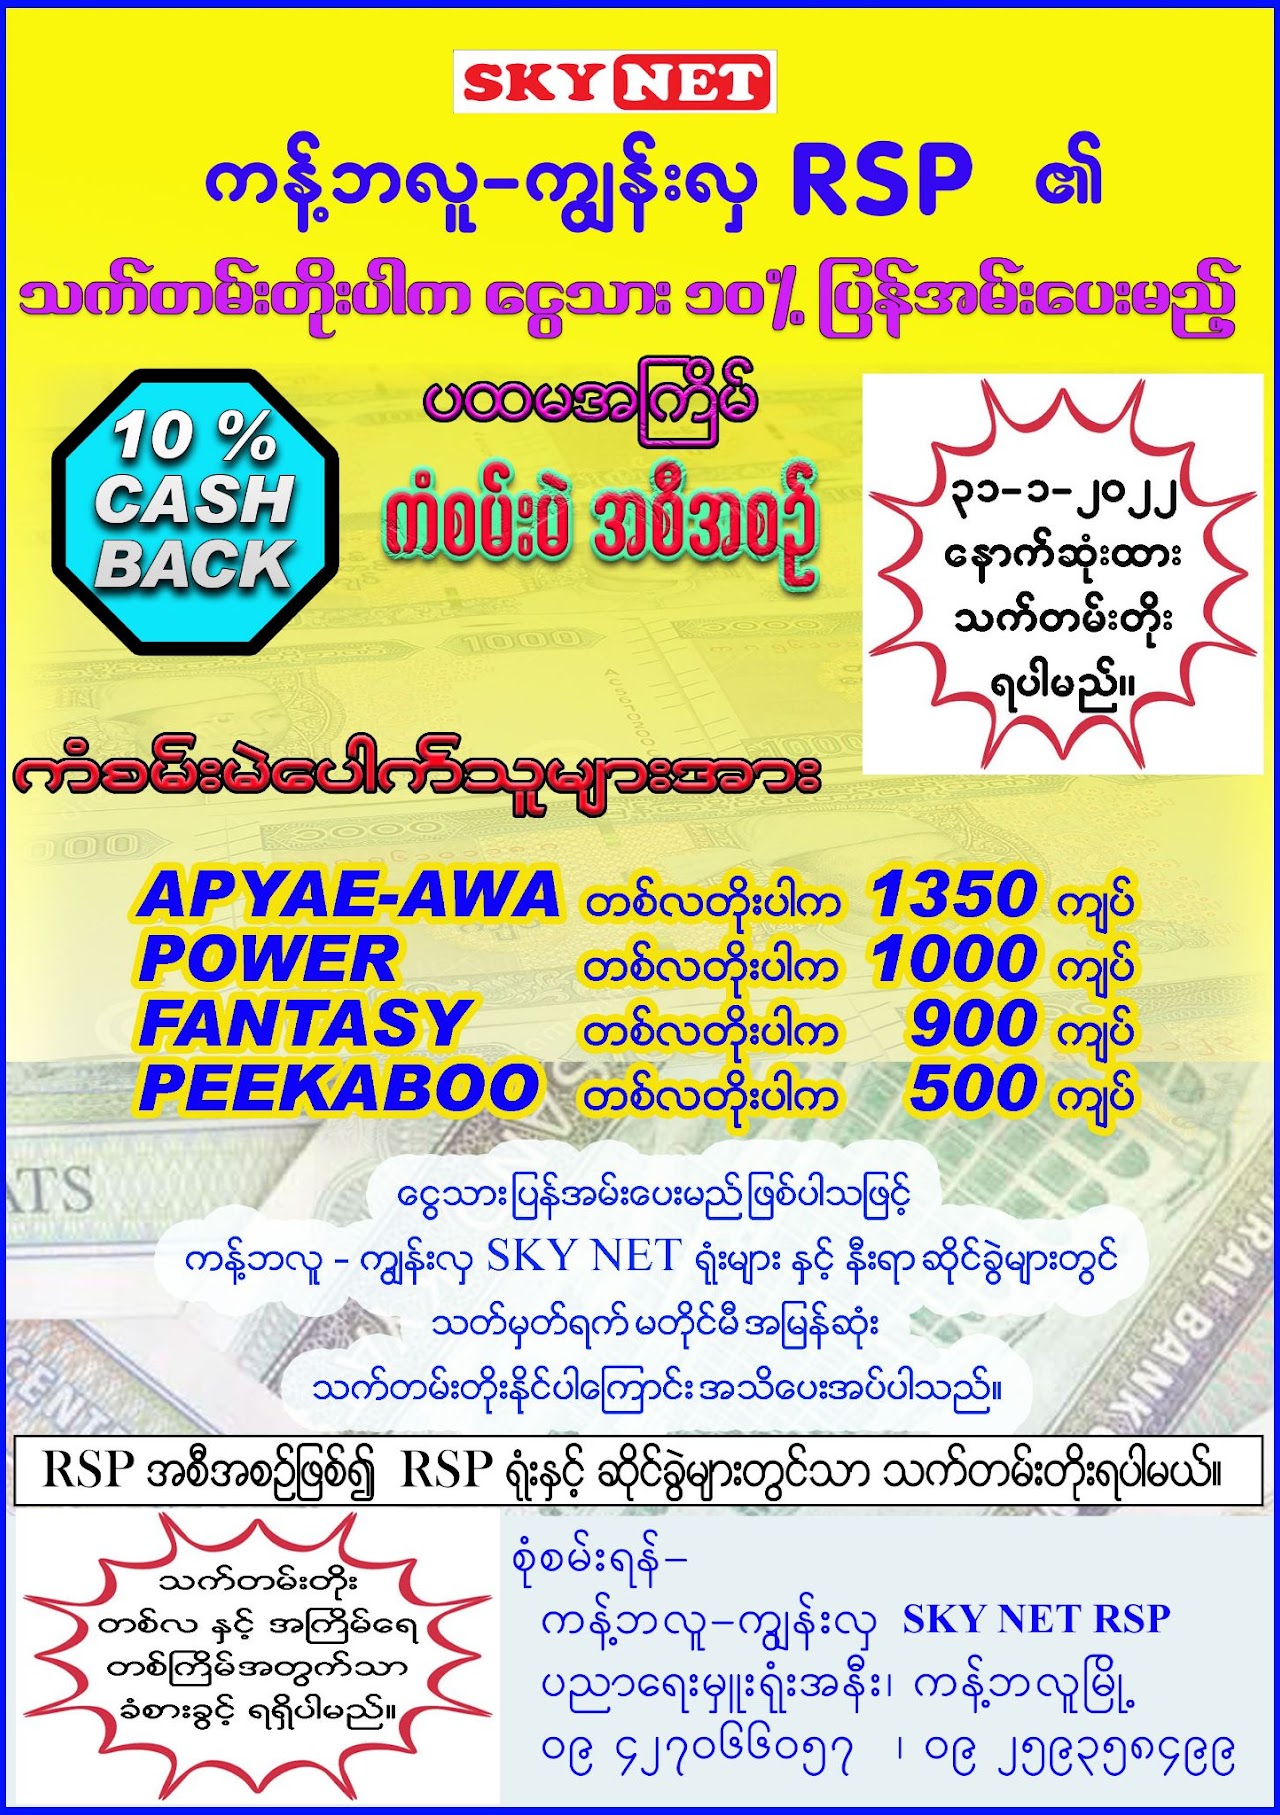 SKY NET
ကန့်ဘလူ-ကျွန်းလှ RSP ၏
သက်တမ်းတိုးပါက ငွေသား ၁၀% ပြန်အမ်းပေးမည့်
ပထမအကြိမ်
ကံစမ်းမဲ အစီအစဉ်
10 %
CASH
BACK
၃၁-၁-၂၀၂၂
နောက်ဆုံးထား
သက်တမ်းတိုး
ရပါမည်။
ကံစမ်းမဲပေါက်သူများအား
APYAE-AWA တစ်လတိုးပါက 1350 ကျပ်
POWER တစ်လတိုးပါက 1000 ကျပ်
FANTASY တစ်လတိုးပါက 900 ကျပ်
PEEKABOO တစ်လတိုးပါက 500 ကျပ်
ငွေသားပြန်အမ်းပေးမည်ဖြစ်ပါသဖြင့်
ကန့်ဘလူ - ကျွန်းလှ SKY NET ရုံးများ နှင့် နီးရာ ဆိုင်ခွဲများတွင်
သတ်မှတ်ရက် မတိုင်မီ အမြန်ဆုံး
သက်တမ်းတိုးနိုင်ပါကြောင်း အသိပေးအပ်ပါသည်။
RSP အစီအစဉ်ဖြစ်၍ RSP ရုံးနှင့် ဆိုင်ခွဲများတွင်သာ သက်တမ်းတိုးရပါမယ်။
သက်တမ်းတိုး
တစ်လ နှင့် အကြိမ်ရေ
တစ်ကြိမ်အတွက်သာ
ခံစားခွင့် ရရှိပါမည်။
စုံစမ်းရန်-
ကန့်ဘလူ-ကျွန်းလှ SKY NET RSP
ပညာရေးမှူးရုံးအနီး၊ ကန့်ဘလူမြို့
၀၉ ၄၂၇၀၆၆၀၅၇ ၊ ၀၉ ၂၅၉၃၅၈၄၉၉